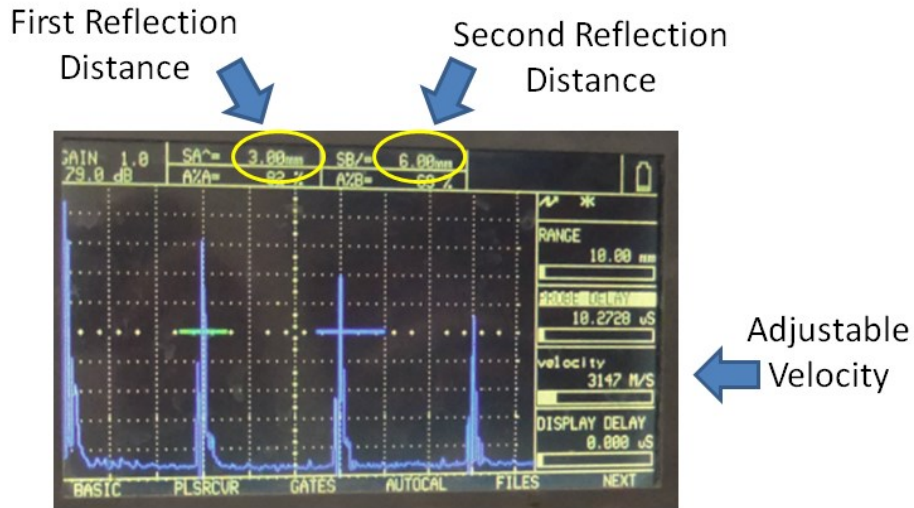 First Reflection
Distance
Second Reflection
Distance
GAIN 1.0
79.0 dB
SA^= 3.00mm
SB/= 6.00mm
A%A= 82 %
A%B= 69 %
RANGE
10.00 mm
PROBE DELAY
10.2728 uS
velocity
3147 M/S
DISPLAY DELAY
0.000 uS
BASIC PLSRCVR GATES AUTOCAL FILES NEXT
Adjustable
Velocity